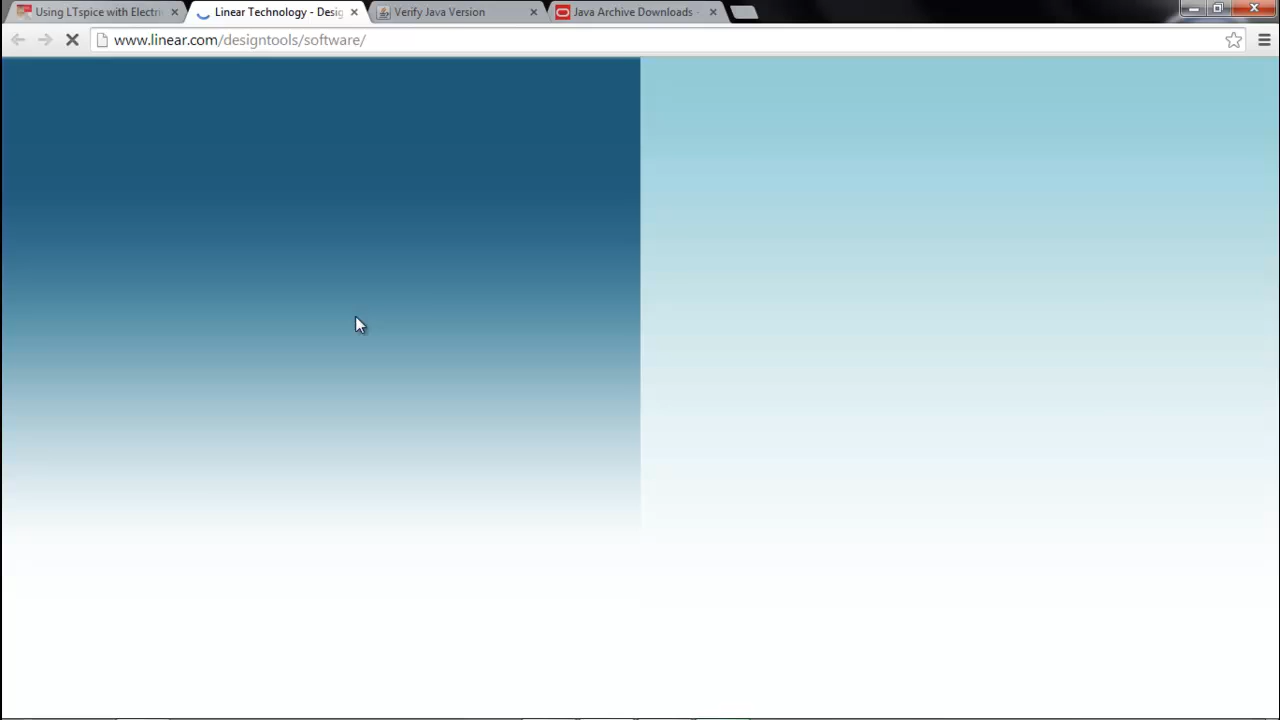 Using LTspice with Electr
Linear Technology - Desig
Verify Java Version
Java Archive Downloads -
www.linear.com/designtools/software/